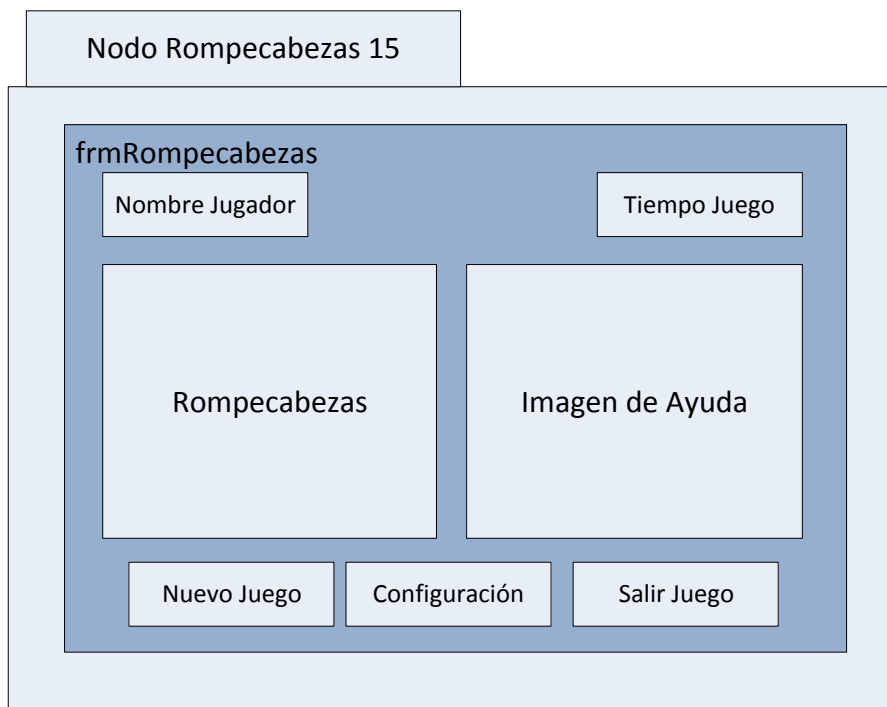 Nodo Rompecabezas 15
frmRompecabezas
Nombre Jugador
Tiempo Juego
Rompecabezas
Imagen de Ayuda
Nuevo Juego
Configuración
Salir Juego